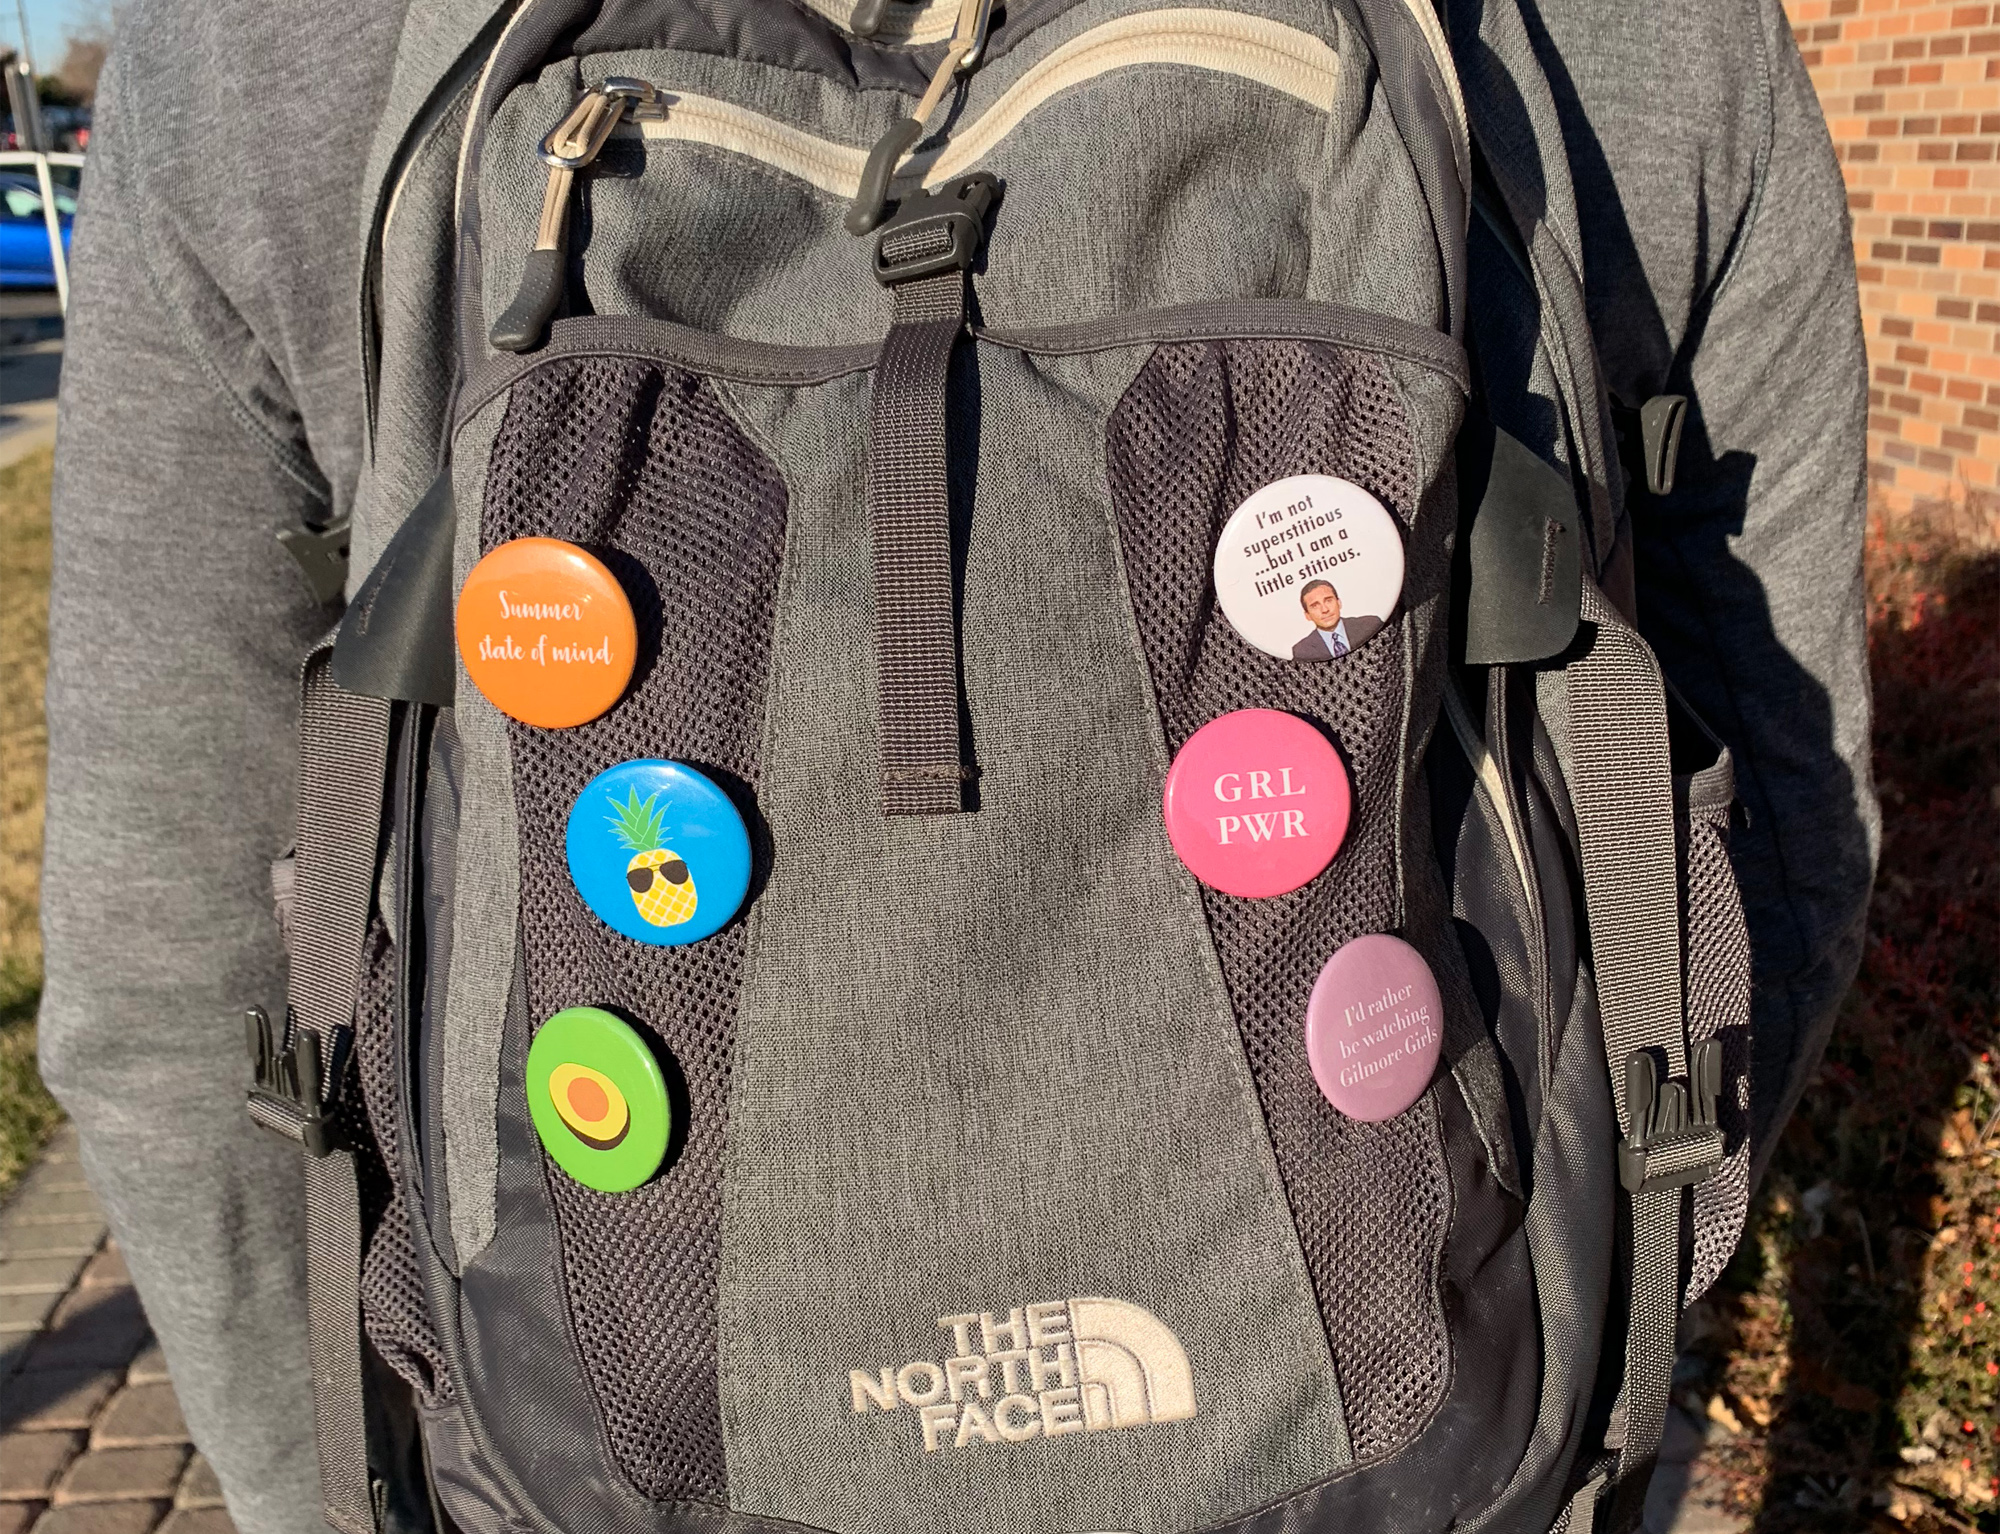 Summer
state of mind
I'm not
superstitious
...but I am a
little stitious.
GRL
PWR
I'd rather
be watching
Gilmore Girls
THE
NORTH
FACE